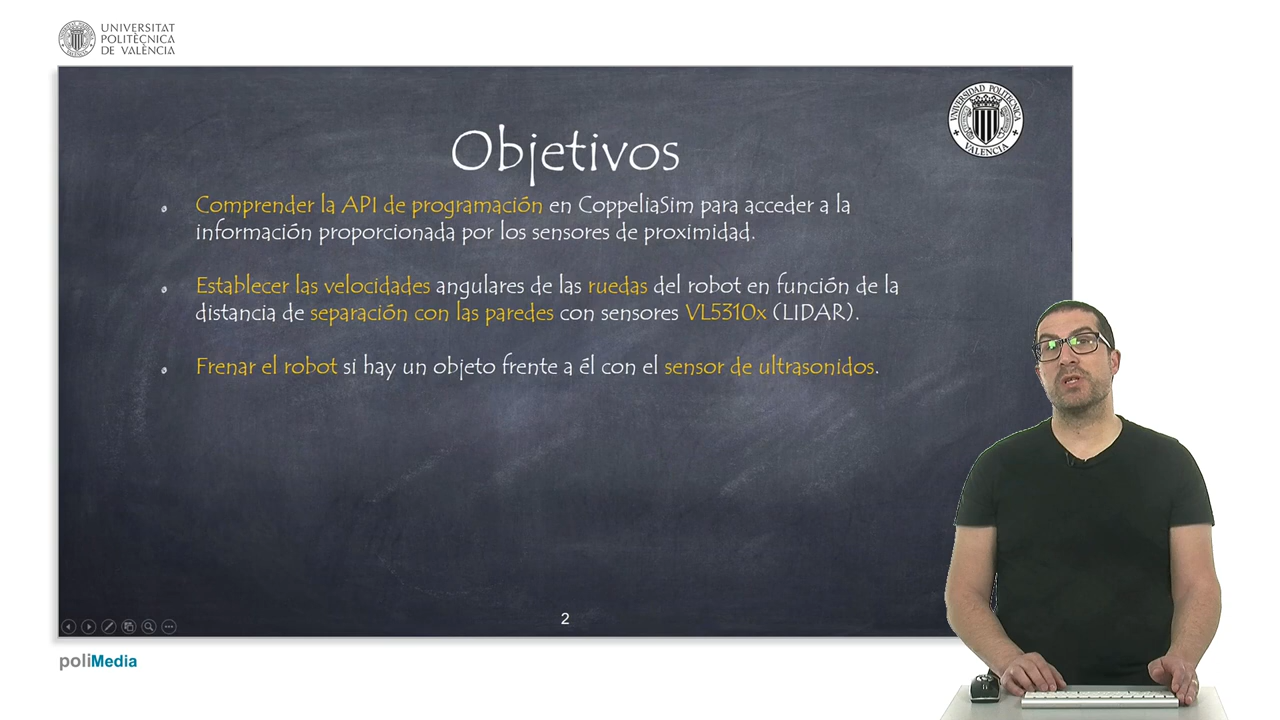 UNIVERSITAT
POLITÈCNICA
DE VALÈNCIA
UNIVERSIDAD POLITECNICA
VALENCIA
Objetivos
Comprender la API de programación en CoppeliaSim para acceder a la
información proporcionada por los sensores de proximidad.
Establecer las velocidades angulares de las ruedas del robot en función de la
distancia de separación con las paredes con sensores VL5310x (LIDAR).
Frenar el robot si hay un objeto frente a él con el sensor de ultrasonidos.
2
poliMedia